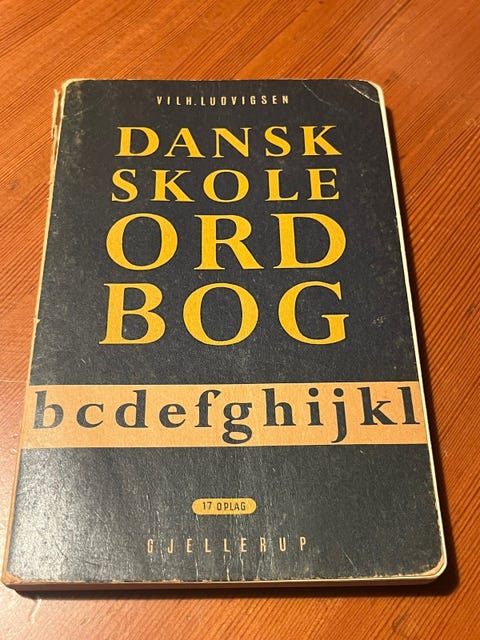 VILH. LUDVIGSEN
DANSK
SKOLE
ORD
BOG
bcdefghijkl
17 OPLAG
GJELLERUP